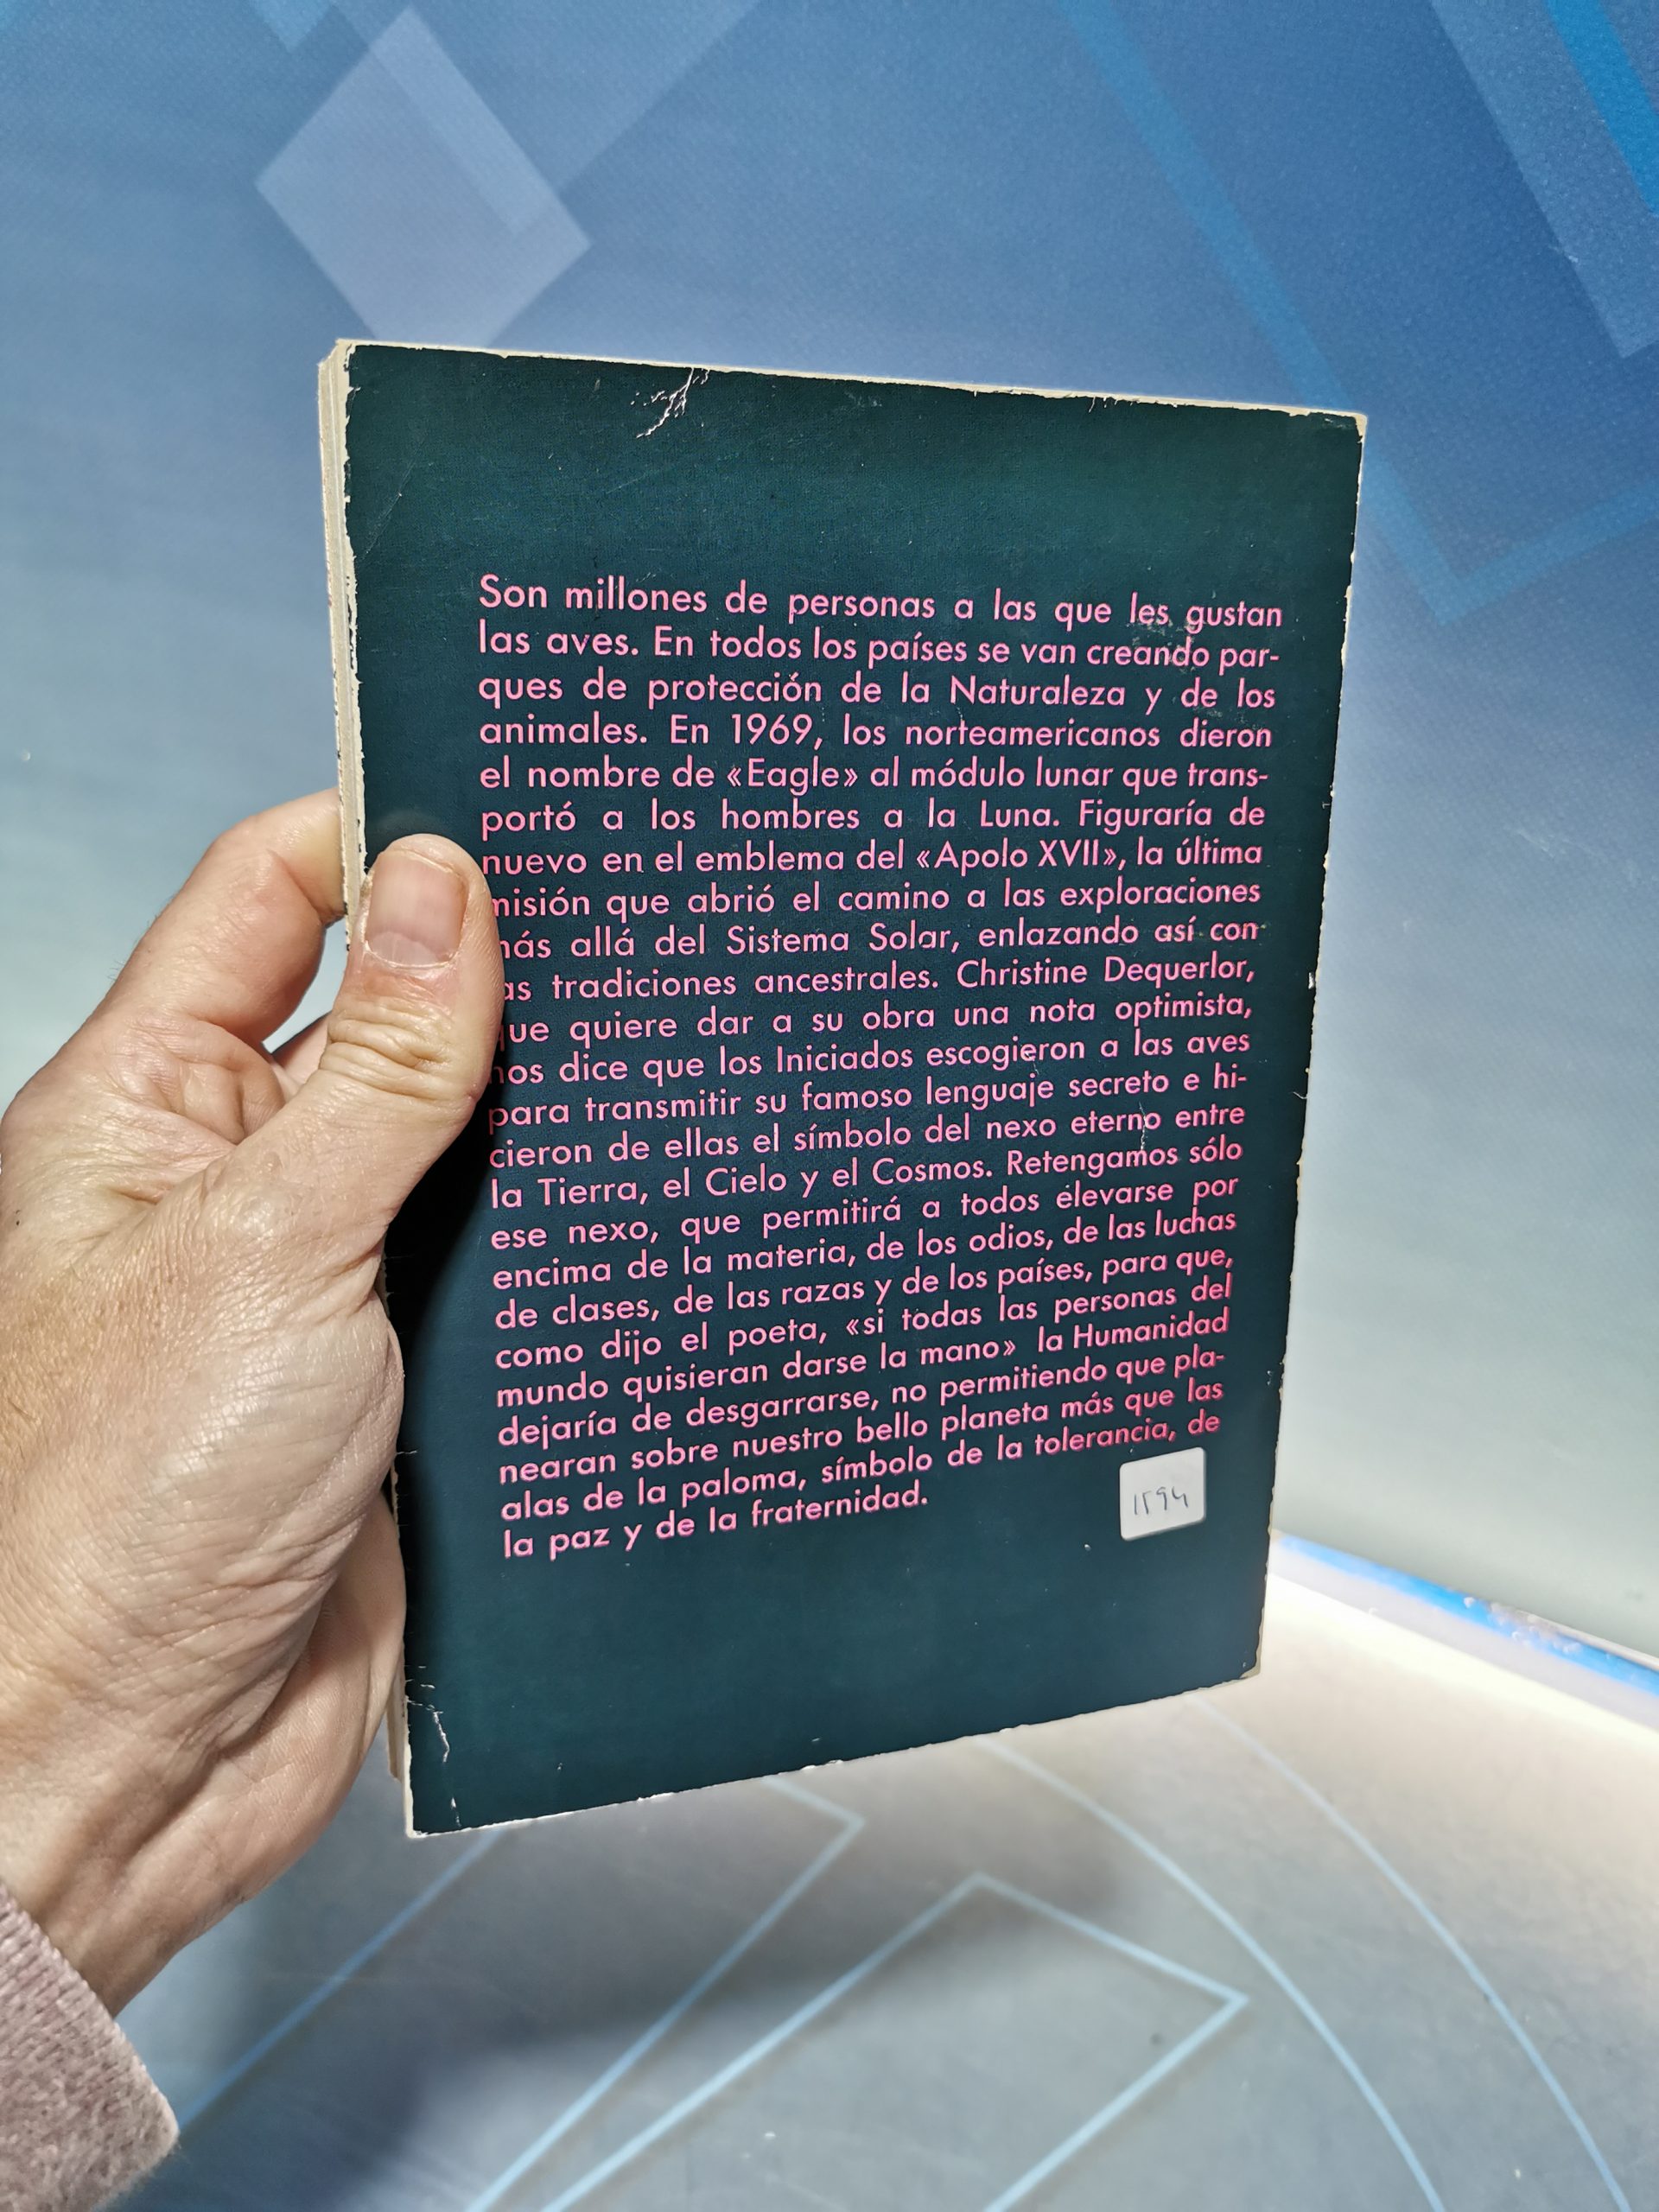 Son millones de personas a las que les gustan
las aves. En todos los países se van creando par-
ques de protección de la Naturaleza y de los
animales. En 1969, los norteamericanos dieron
el nombre de «Eagle» al módulo lunar que trans-
portó a los hombres a la Luna. Figuraría de
nuevo en el emblema del «Apolo XVII», la última
misión que abrió el camino a las exploraciones
más allá del Sistema Solar, enlazando así con
las tradiciones ancestrales. Christine Dequerlor,
que quiere dar a su obra una nota optimista,
nos dice que los Iniciados escogieron a las aves
para transmitir su famoso lenguaje secreto e hi-
cieron de ellas el símbolo del nexo eterno entre
la Tierra, el Cielo y el Cosmos. Retengamos sólo
ese nexo, que permitirá a todos elevarse por
encima de la materia, de los odios, de las luchas
de clases, de las razas y de los países, para que,
como dijo el poeta, «si todas las personas del
mundo quisieran darse la mano» la Humanidad
dejaría de desgarrarse, no permitiendo que pla-
nearan sobre nuestro bello planeta más que las
alas de la paloma, símbolo de la tolerancia, de
la paz y de la fraternidad.